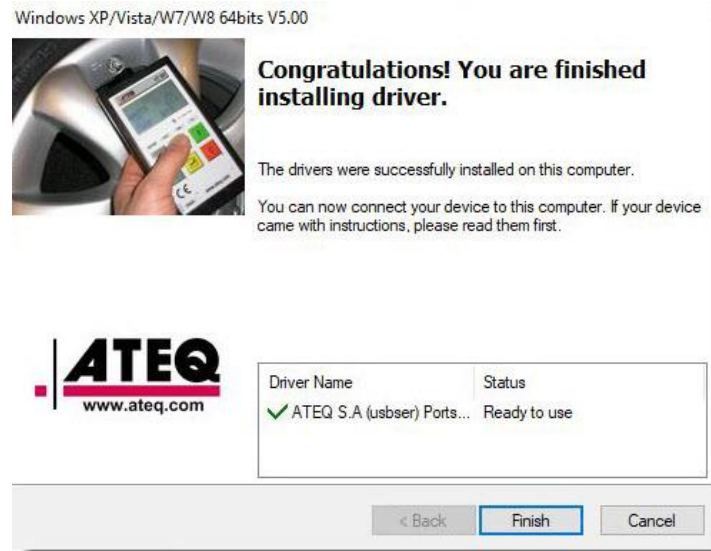 Windows XP/Vista/W7/W8 64bits V5.00
Congratulations! You are finished
installing driver.
The drivers were successfully installed on this computer.
You can now connect your device to this computer. If your device
came with instructions, please read them first.
ATEQ
www.ateq.com
Driver Name Status
ATEQ S.A (usbser) Ports... Ready to use
< Back Finish Cancel